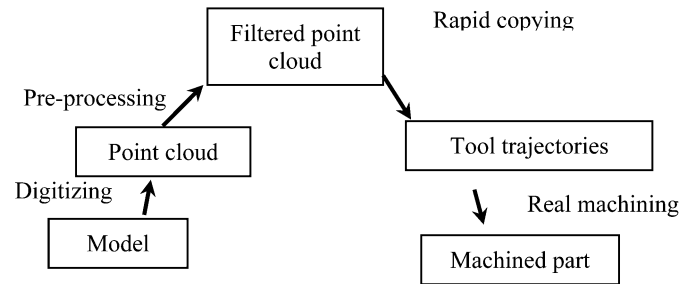 Rapid copying
Filtered point
cloud
Pre-processing
Point cloud
Tool trajectories
Digitizing
Real machining
Model
Machined part